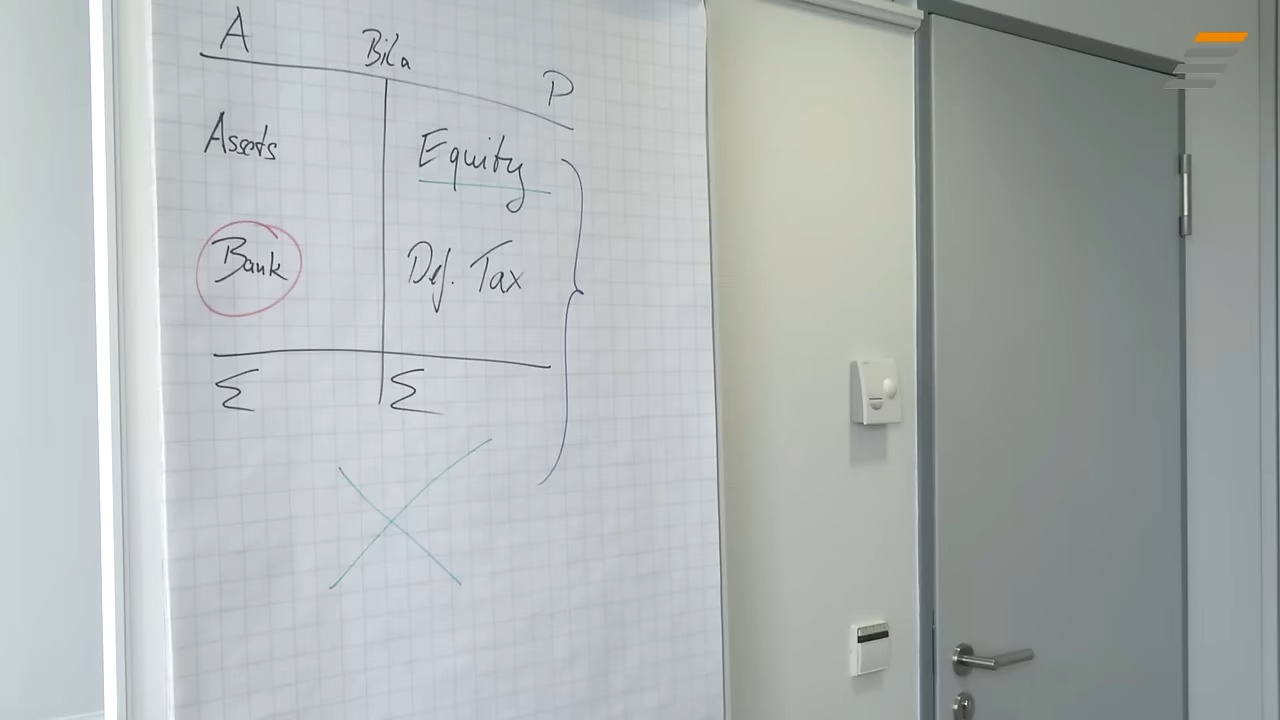 A Bila P
Assets Equity
Bank Def. Tax
Σ Σ